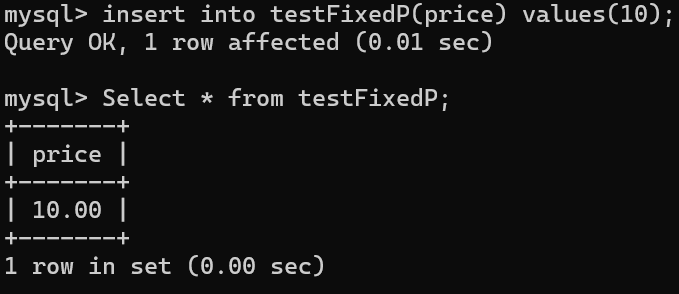 mysql> insert into testFixedP(price) values(10);
Query OK, 1 row affected (0.01 sec)
mysql> Select * from testFixedP;
+-------+
| price |
+-------+
| 10.00 |
+-------+
1 row in set (0.00 sec)